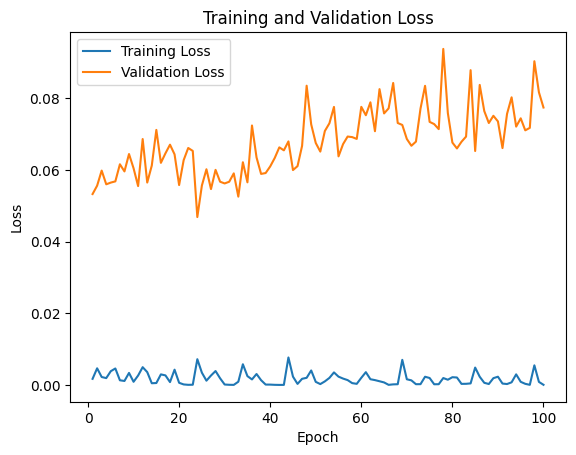 Training and Validation Loss
Training Loss
Validation Loss
0.08
0.06
0.04
0.02
0.00
Loss
0 20 40 60 80 100
Epoch